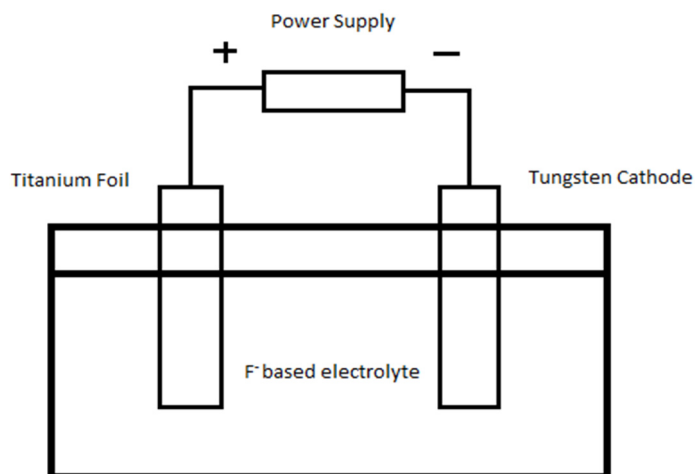 Power Supply
+ −
Titanium Foil
Tungsten Cathode
F⁻ based electrolyte